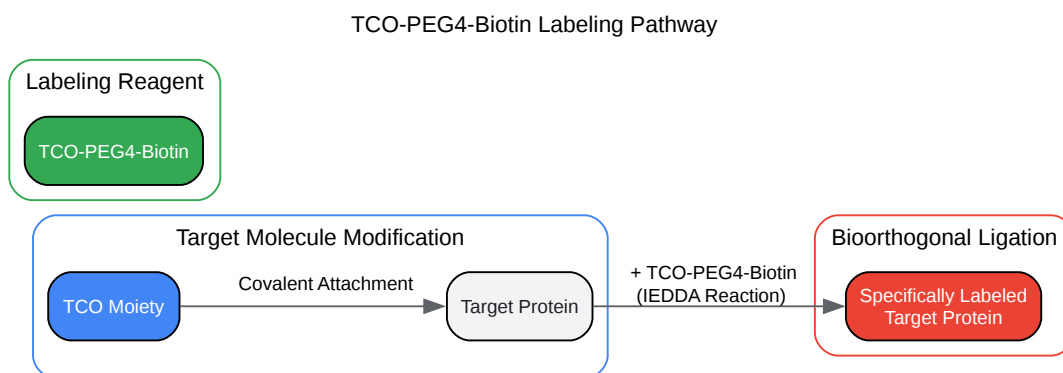 TCO-PEG4-Biotin Labeling Pathway
Labeling Reagent
TCO-PEG4-Biotin
Target Molecule Modification
TCO Moiety
Covalent Attachment
Target Protein
+ TCO-PEG4-Biotin
(IEDDA Reaction)
Bioorthogonal Ligation
Specifically Labeled
Target Protein